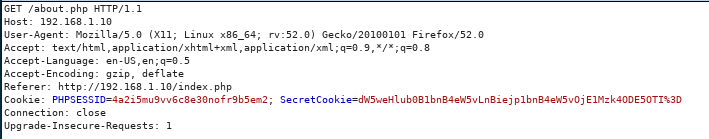 GET /about.php HTTP/1.1
Host: 192.168.1.10
User-Agent: Mozilla/5.0 (X11; Linux x86_64; rv:52.0) Gecko/20100101 Firefox/52.0
Accept: text/html,application/xhtml+xml,application/xml;q=0.9,*/*;q=0.8
Accept-Language: en-US,en;q=0.5
Accept-Encoding: gzip, deflate
Referer: http://192.168.1.10/index.php
Cookie: PHPSESSID=4a2i5mu9vv6c8e30nofr9b5em2; SecretCookie=dW5weHlub0B1bnB4eW5vLnBiejp1bnB4eW5vOjE1Mzk4ODE5OTI%3D
Connection: close
Upgrade-Insecure-Requests: 1